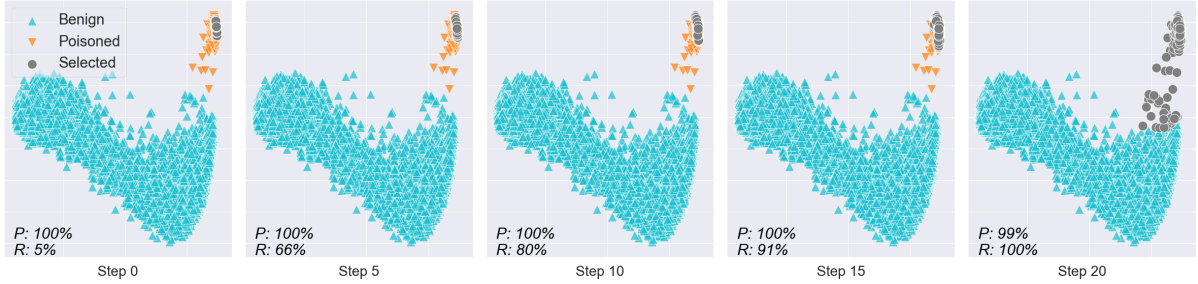 Benign
Poisoned
Selected
P: 100%
R: 5%
Step 0
P: 100%
R: 66%
Step 5
P: 100%
R: 80%
Step 10
P: 100%
R: 91%
Step 15
P: 99%
R: 100%
Step 20